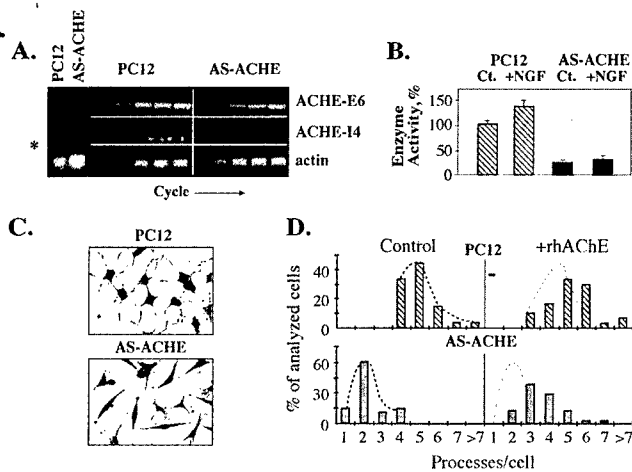 A.
PC12
AS-ACHE
PC12
AS-ACHE
ACHE-E6
ACHE-I4
actin
*
Cycle
B.
PC12
AS-ACHE
Ct. +NGF
Ct. +NGF
Enzyme
Activity,%
150
100
50
0
C.
PC12
AS-ACHE
D.
Control
PC12
+rhAChE
% of analyzed cells
40
20
0
AS-ACHE
60
30
0
1 2 3 4 5 6 7 >7
1 2 3 4 5 6 7 >7
Processes/cell